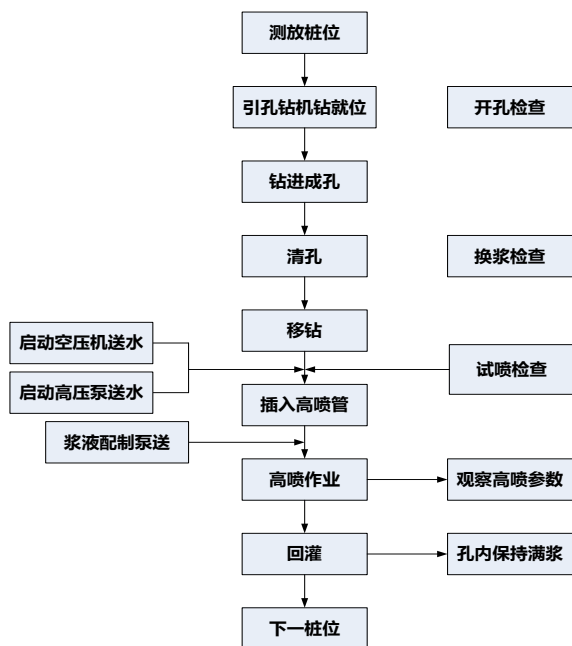 测放桩位
引孔钻机钻就位
开孔检查
钻进成孔
清孔
换浆检查
移钻
启动空压机送水
试喷检查
启动高压泵送水
插入高喷管
浆液配制泵送
高喷作业
观察高喷参数
回灌
孔内保持满浆
下一桩位